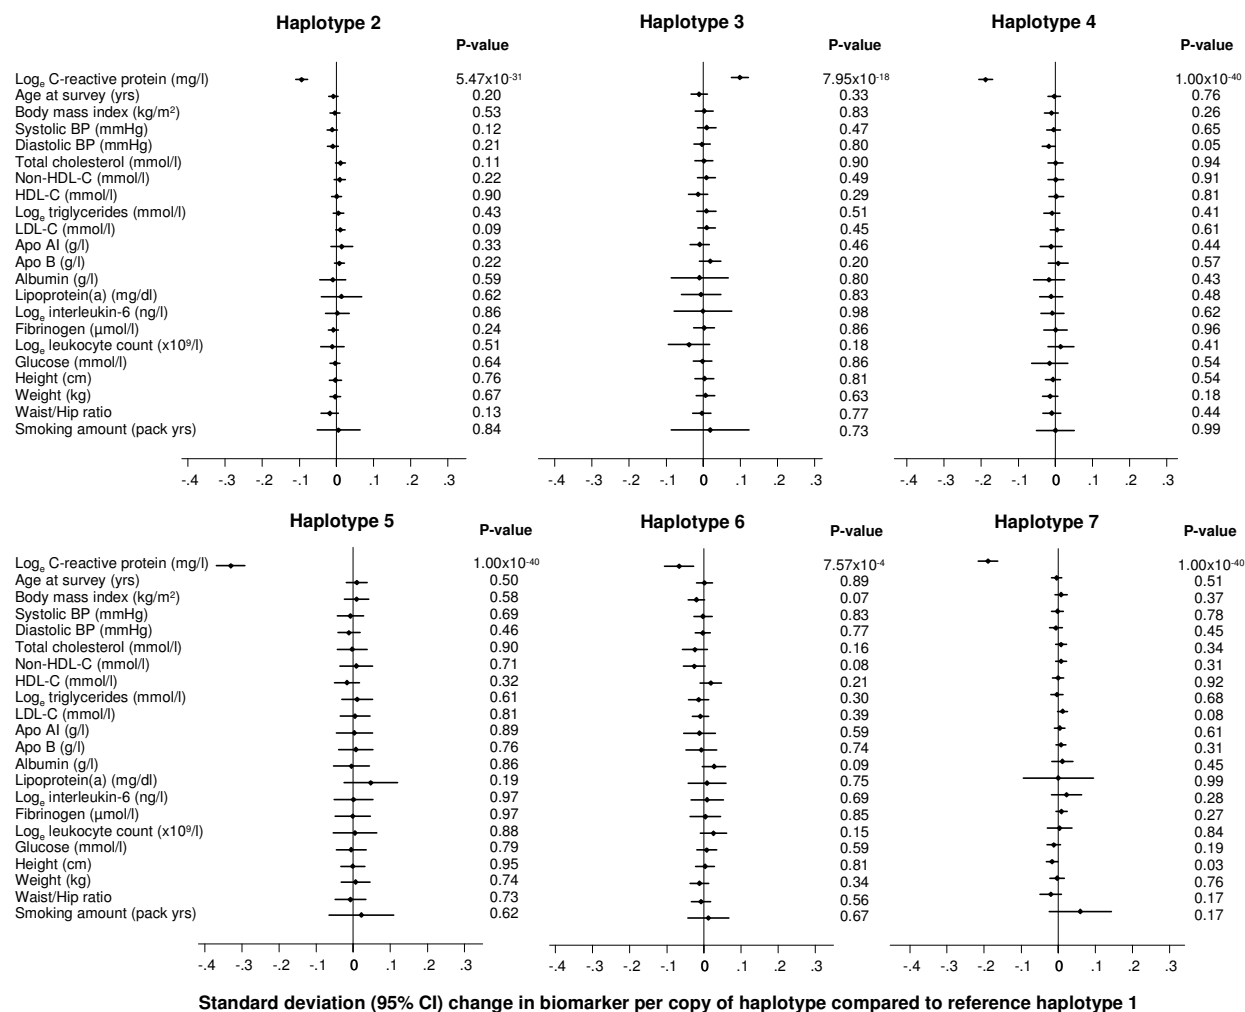 Haplotype 2 Haplotype 3 Haplotype 4
P-value P-value P-value
Logₑ C-reactive protein (mg/l) 5.47x10⁻³¹ 7.95x10⁻¹⁸ 1.00x10⁻⁴⁰
Age at survey (yrs) 0.20 0.33 0.76
Body mass index (kg/m²) 0.53 0.83 0.26
Systolic BP (mmHg) 0.12 0.47 0.65
Diastolic BP (mmHg) 0.21 0.80 0.05
Total cholesterol (mmol/l) 0.11 0.90 0.94
Non-HDL-C (mmol/l) 0.22 0.49 0.91
HDL-C (mmol/l) 0.90 0.29 0.81
Logₑ triglycerides (mmol/l) 0.43 0.51 0.41
LDL-C (mmol/l) 0.09 0.45 0.61
Apo AI (g/l) 0.33 0.46 0.44
Apo B (g/l) 0.22 0.20 0.57
Albumin (g/l) 0.59 0.80 0.43
Lipoprotein(a) (mg/dl) 0.62 0.83 0.48
Logₑ interleukin-6 (ng/l) 0.86 0.98 0.62
Fibrinogen (µmol/l) 0.24 0.86 0.96
Logₑ leukocyte count (x10⁹/l) 0.51 0.18 0.41
Glucose (mmol/l) 0.64 0.86 0.54
Height (cm) 0.76 0.81 0.54
Weight (kg) 0.67 0.63 0.18
Waist/Hip ratio 0.13 0.77 0.44
Smoking amount (pack yrs) 0.84 0.73 0.99
-.4 -.3 -.2 -.1 0 .1 .2 .3 -.4 -.3 -.2 -.1 0 .1 .2 .3 -.4 -.3 -.2 -.1 0 .1 .2 .3
Haplotype 5 Haplotype 6 Haplotype 7
P-value P-value P-value
Logₑ C-reactive protein (mg/l) 1.00x10⁻⁴⁰ 7.57x10⁻⁴ 1.00x10⁻⁴⁰
Age at survey (yrs) 0.50 0.89 0.51
Body mass index (kg/m²) 0.58 0.07 0.37
Systolic BP (mmHg) 0.69 0.83 0.78
Diastolic BP (mmHg) 0.46 0.77 0.45
Total cholesterol (mmol/l) 0.90 0.16 0.34
Non-HDL-C (mmol/l) 0.71 0.08 0.31
HDL-C (mmol/l) 0.32 0.21 0.92
Logₑ triglycerides (mmol/l) 0.61 0.30 0.68
LDL-C (mmol/l) 0.81 0.39 0.08
Apo AI (g/l) 0.89 0.59 0.61
Apo B (g/l) 0.76 0.74 0.31
Albumin (g/l) 0.86 0.09 0.45
Lipoprotein(a) (mg/dl) 0.19 0.75 0.99
Logₑ interleukin-6 (ng/l) 0.97 0.69 0.28
Fibrinogen (µmol/l) 0.97 0.85 0.27
Logₑ leukocyte count (x10⁹/l) 0.88 0.15 0.84
Glucose (mmol/l) 0.79 0.59 0.19
Height (cm) 0.95 0.81 0.03
Weight (kg) 0.74 0.34 0.76
Waist/Hip ratio 0.73 0.56 0.17
Smoking amount (pack yrs) 0.62 0.67 0.17
-.4 -.3 -.2 -.1 0 .1 .2 .3 -.4 -.3 -.2 -.1 0 .1 .2 .3 -.4 -.3 -.2 -.1 0 .1 .2 .3
Standard deviation (95% CI) change in biomarker per copy of haplotype compared to reference haplotype 1